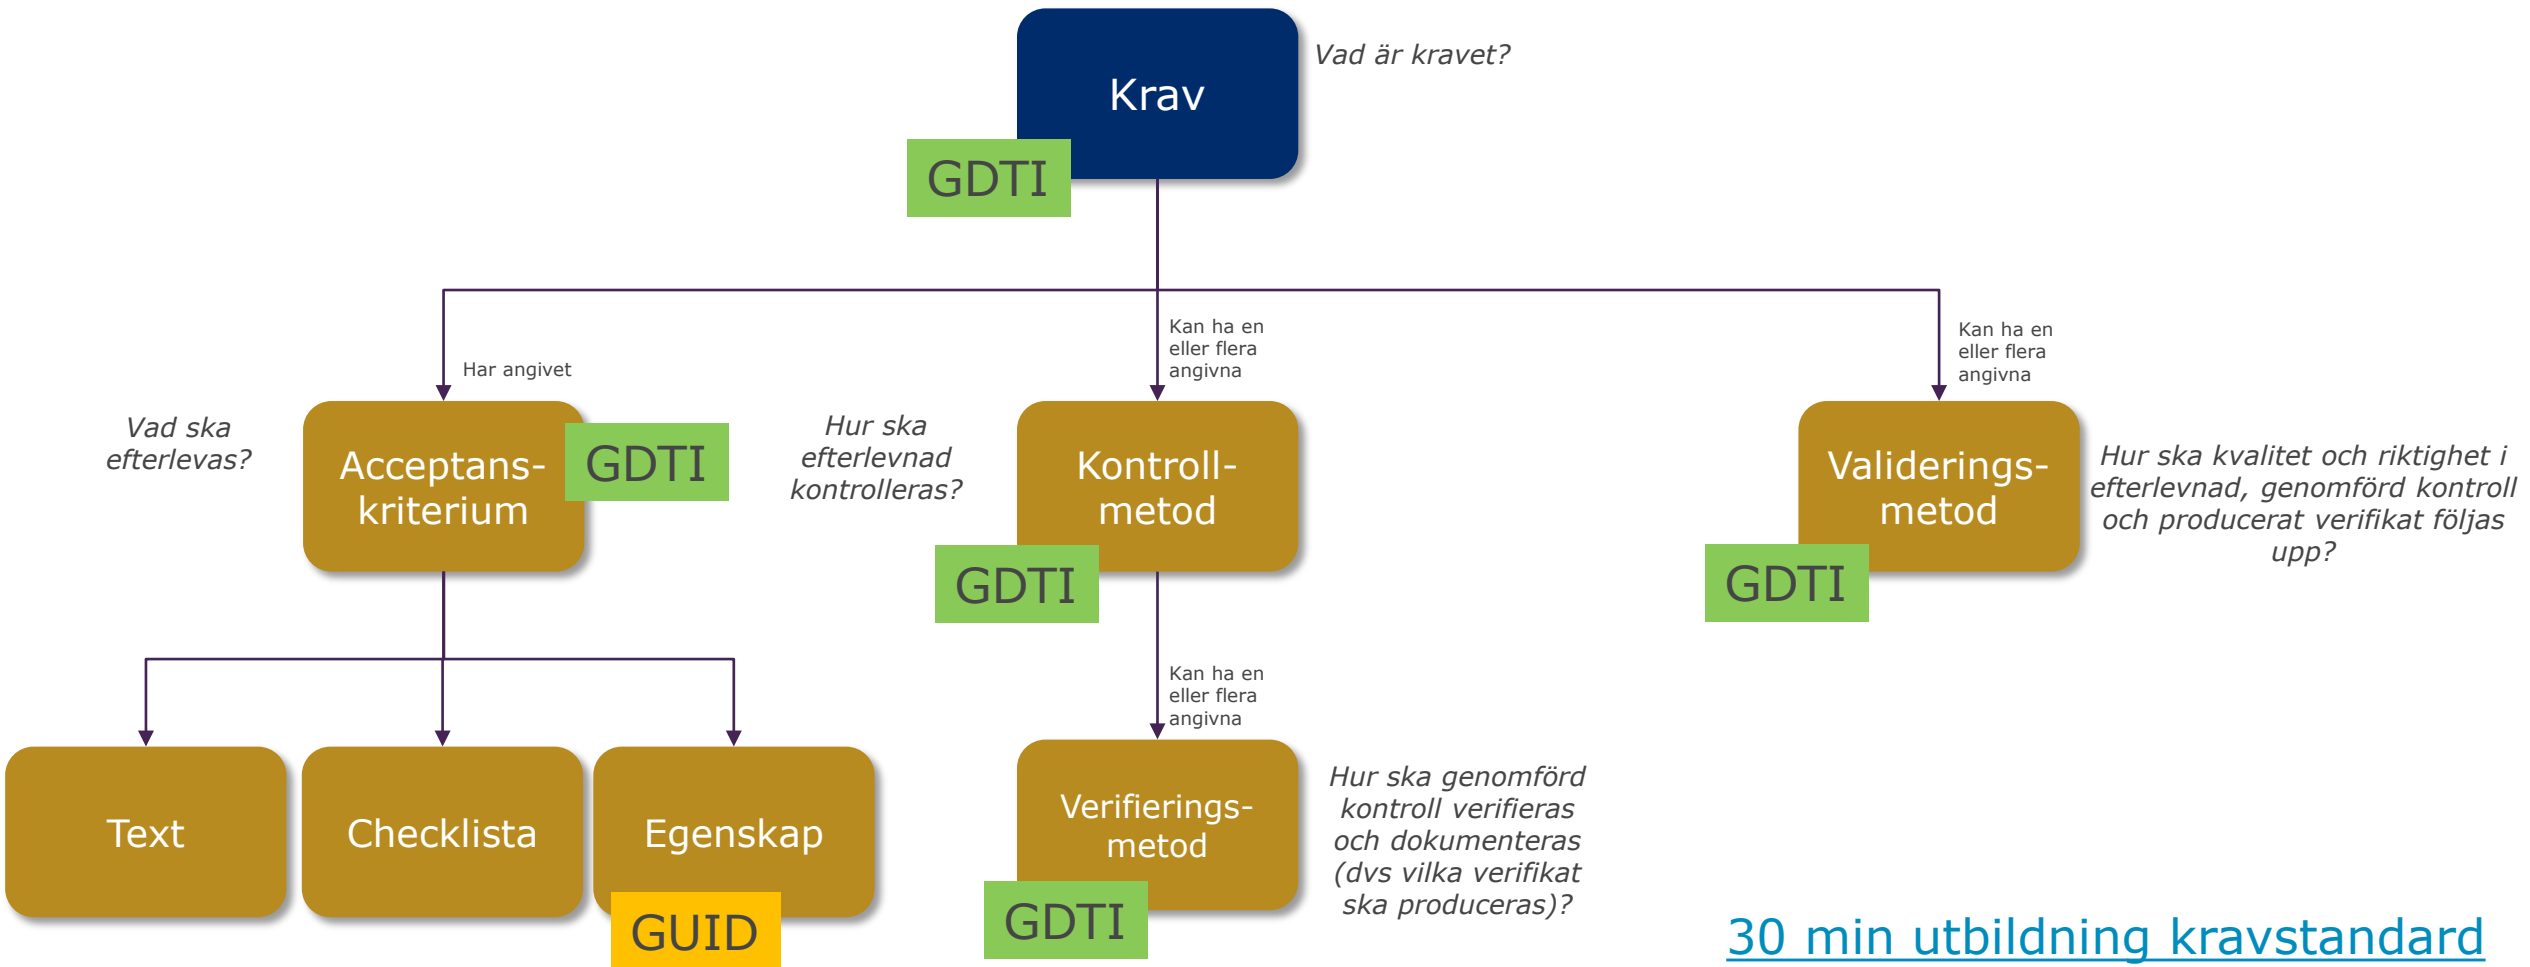 Krav
Vad är kravet?
GDTI
Har angivet
Kan ha en
eller flera
angivna
Kan ha en
eller flera
angivna
Vad ska
efterlevas?
Acceptans-
kriterium
GDTI
Hur ska
efterlevnad
kontrolleras?
Kontroll-
metod
GDTI
Validerings-
metod
GDTI
Hur ska kvalitet och riktighet i
efterlevnad, genomförd kontroll
och producerat verifikat följas
upp?
Kan ha en
eller flera
angivna
Text
Checklista
Egenskap
GUID
Verifierings-
metod
GDTI
Hur ska genomförd
kontroll verifieras
och dokumenteras
(dvs vilka verifikat
ska produceras)?
30 min utbildning kravstandard